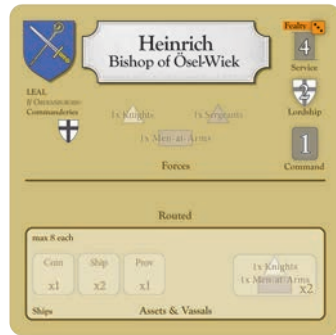 Heinrich
Bishop of Ösel-Wiek
Fealty
4
Service
LEAL
Commanderies
2
Lordship
1x Knights
1x Sergeants
1x Men-at-Arms
Forces
1
Command
Routed
max 8 each
Coin
x1
Ship
x2
Prov
x1
1x Knights
1x Men-at-Arms
x2
Ships
Assets & Vassals